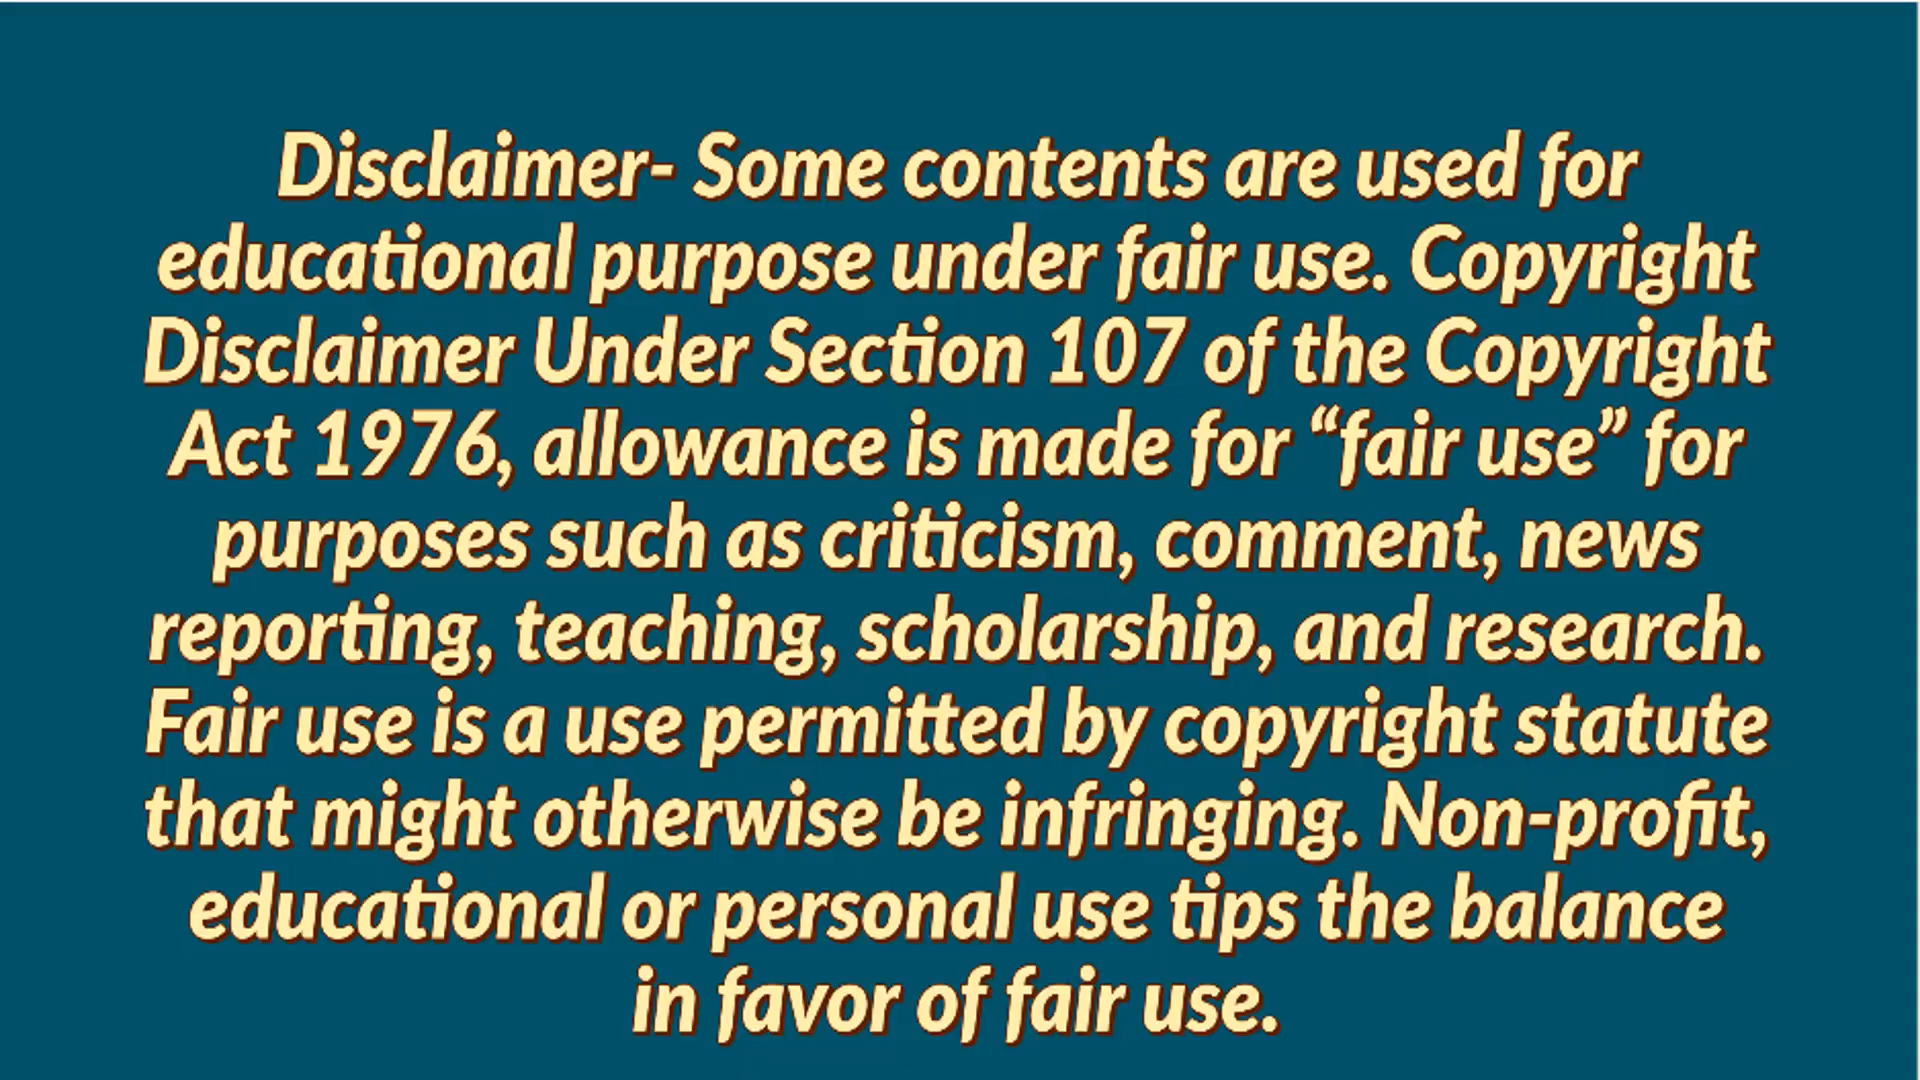 Disclaimer- Some contents are used for
educational purpose under fair use. Copyright
Disclaimer Under Section 107 of the Copyright
Act 1976, allowance is made for “fair use” for
purposes such as criticism, comment, news
reporting, teaching, scholarship, and research.
Fair use is a use permitted by copyright statute
that might otherwise be infringing. Non-profit,
educational or personal use tips the balance
in favor of fair use.